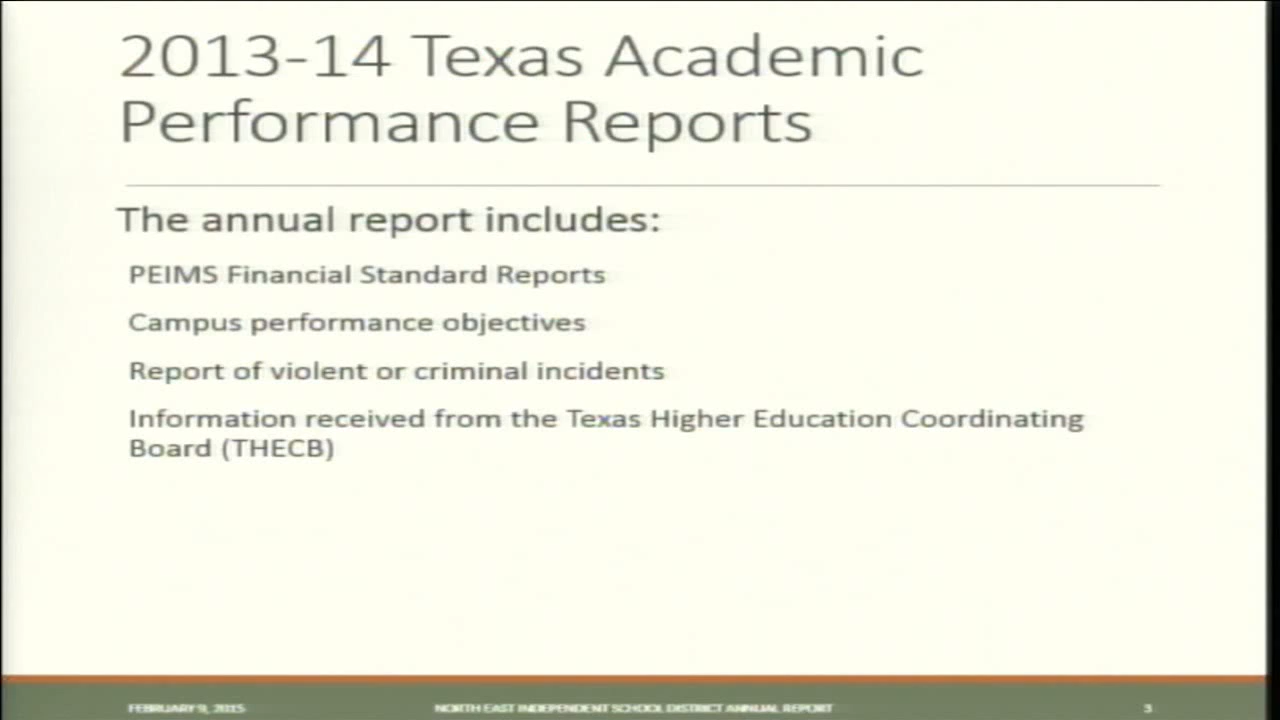 2013-14 Texas Academic
Performance Reports
The annual report includes:
PEIMS Financial Standard Reports
Campus performance objectives
Report of violent or criminal incidents
Information received from the Texas Higher Education Coordinating
Board (THECB)
FEBRUARY 9, 2015 NORTH EAST INDEPENDENT SCHOOL DISTRICT ANNUAL REPORT 3